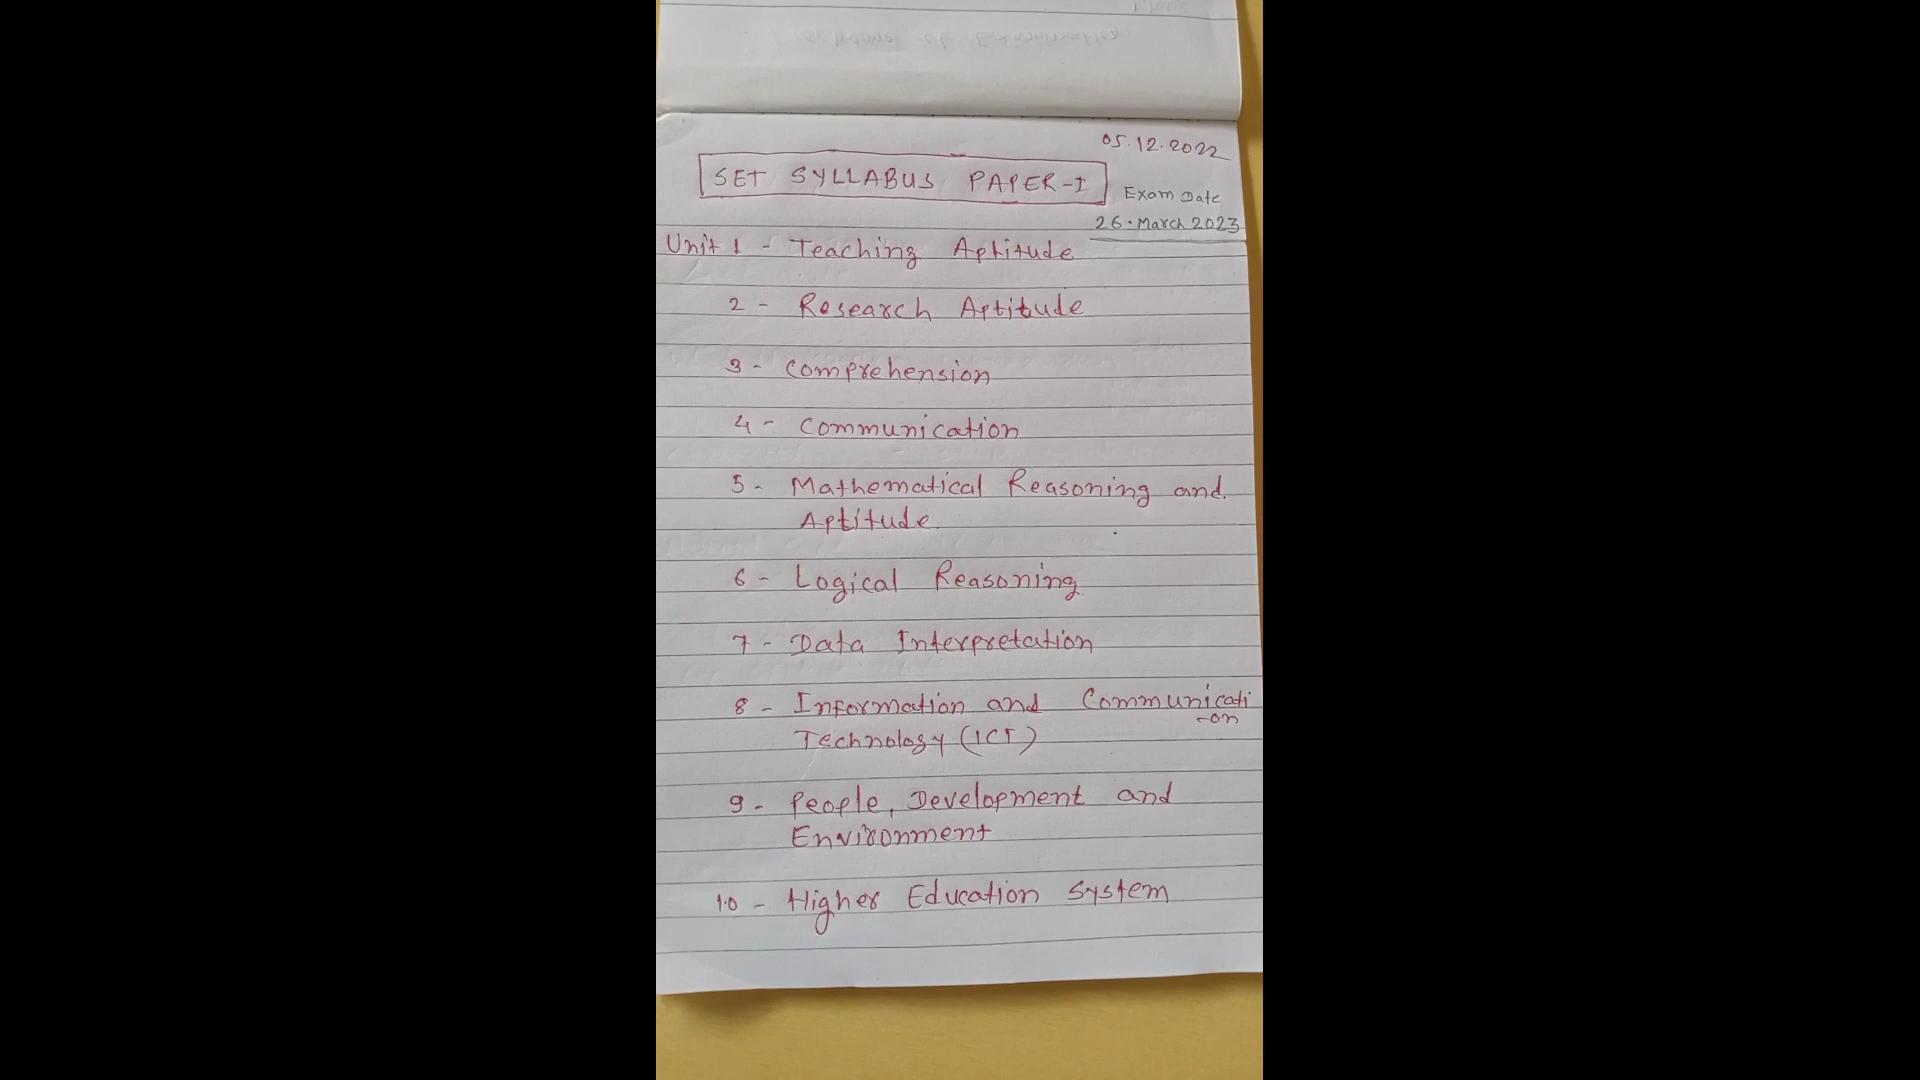 05.12.2022
SET SYLLABUS PAPER-I
Exam Date
26. March 2023
Unit 1 - Teaching Aptitude
2 - Research Aptitude
3 - Comprehension
4 - Communication
5 - Mathematical Reasoning and
Aptitude
6 - Logical Reasoning
7 - Data Interpretation
8 - Information and Communicati
-on
Technology (ICT)
9 - People, Development and
Environment
10 - Higher Education System